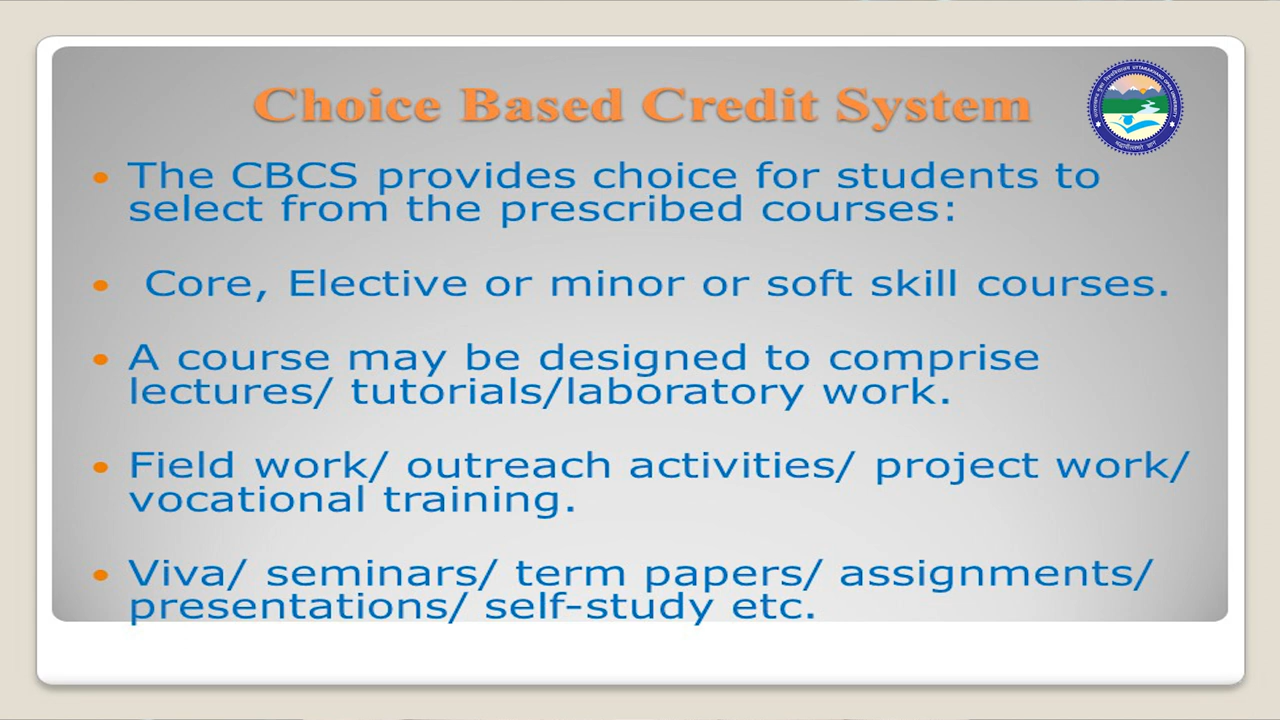 Choice Based Credit System
UTTARAKHAND OPEN
• The CBCS provides choice for students to
select from the prescribed courses:
• Core, Elective or minor or soft skill courses.
• A course may be designed to comprise
lectures/ tutorials/laboratory work.
• Field work/ outreach activities/ project work/
vocational training.
• Viva/ seminars/ term papers/ assignments/
presentations/ self-study etc.